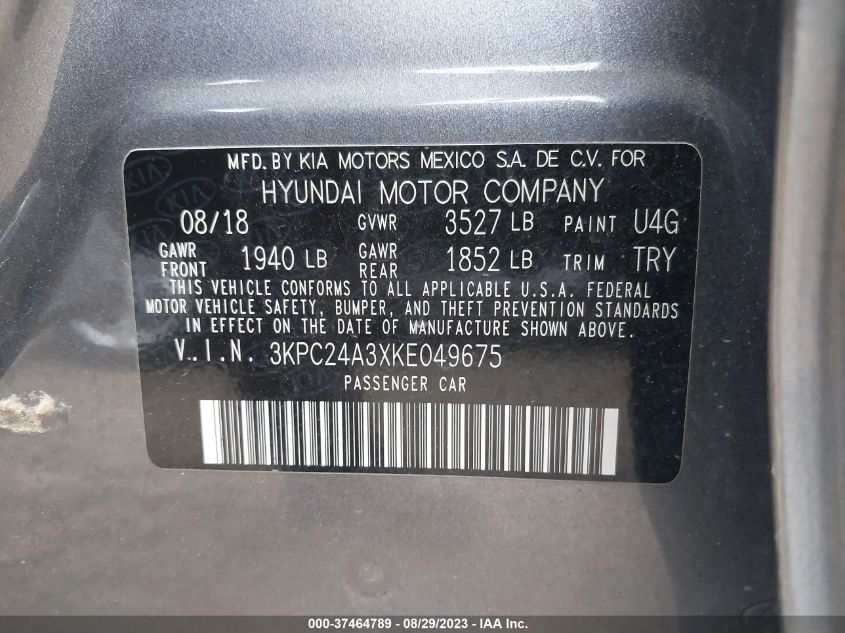 MFD. BY KIA MOTORS MEXICO S.A. DE C.V. FOR
HYUNDAI MOTOR COMPANY
08/18 GVWR 3527 LB PAINT U4G
GAWR FRONT 1940 LB GAWR REAR 1852 LB TRIM TRY
THIS VEHICLE CONFORMS TO ALL APPLICABLE U.S.A. FEDERAL
MOTOR VEHICLE SAFETY, BUMPER, AND THEFT PREVENTION STANDARDS
IN EFFECT ON THE DATE OF MANUFACTURE SHOWN ABOVE.
V.I.N. 3KPC24A3XKE049675
PASSENGER CAR
000-37464789 - 08/29/2023 - IAA Inc.